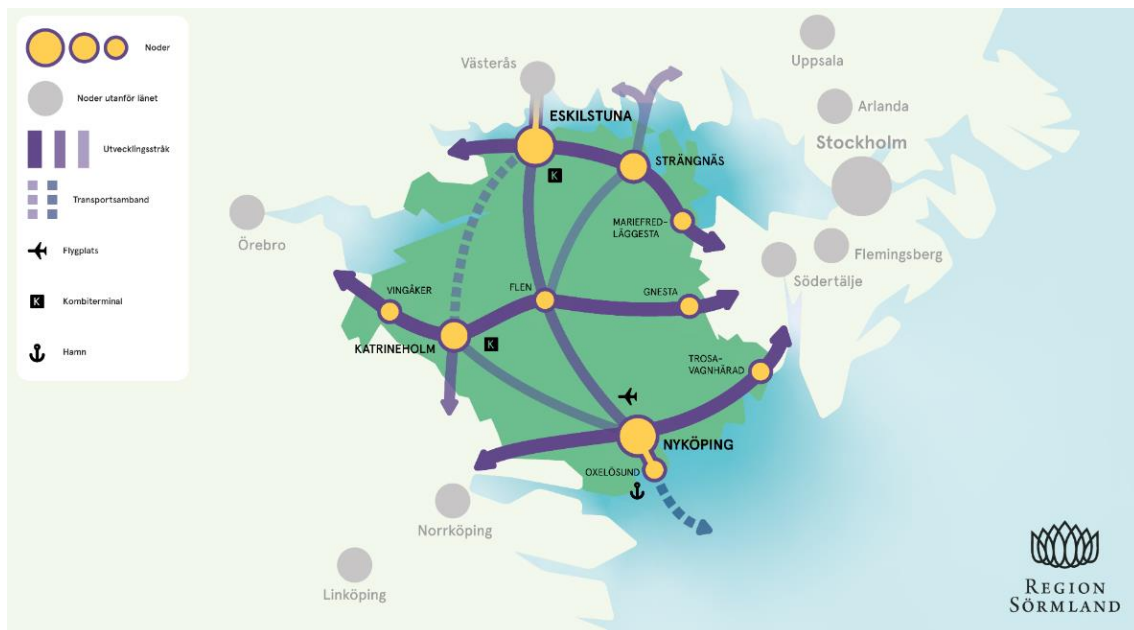 Noder
Noder utanför länet
Utvecklingsstråk
Transportsamband
Flygplats
K
Kombiterminal
Hamn
Västerås
Uppsala
ESKILSTUNA
Arlanda
Stockholm
STRÄNGNÄS
K
MARIEFRED-
LÄGGESTA
Örebro
Flemingsberg
Södertälje
VINGÅKER
FLEN
GNESTA
KATRINEHOLM
K
TROSA-
VAGNHÄRAD
NYKÖPING
OXELÖSUND
Norrköping
Linköping
REGION
SÖRMLAND